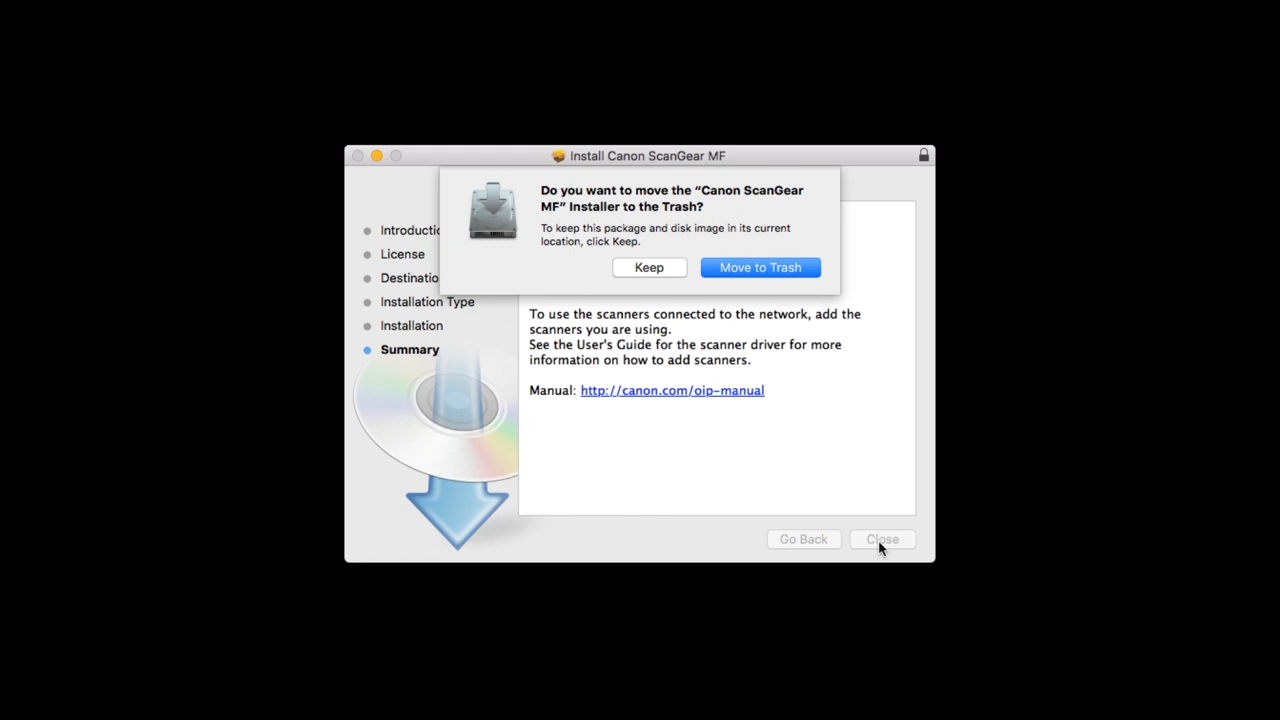 Install Canon ScanGear MF
Do you want to move the “Canon ScanGear
MF” Installer to the Trash?
To keep this package and disk image in its current
location, click Keep.
Keep
Move to Trash
License
Installation Type
Installation
Summary
To use the scanners connected to the network, add the
scanners you are using.
See the User's Guide for the scanner driver for more
information on how to add scanners.
Manual: http://canon.com/oip-manual
Go Back
Close